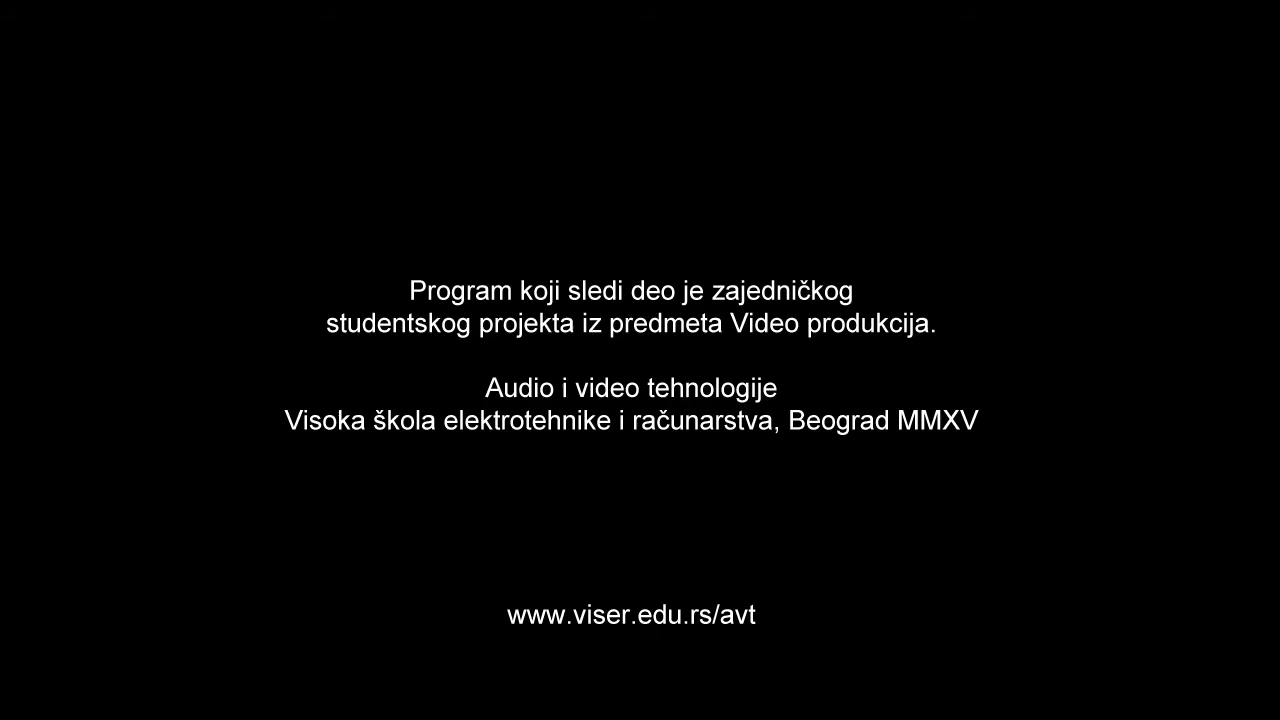 Program koji sledi deo je zajedničkog
studentskog projekta iz predmeta Video produkcija.
Audio i video tehnologije
Visoka škola elektrotehnike i računarstva, Beograd MMXV
www.viser.edu.rs/avt